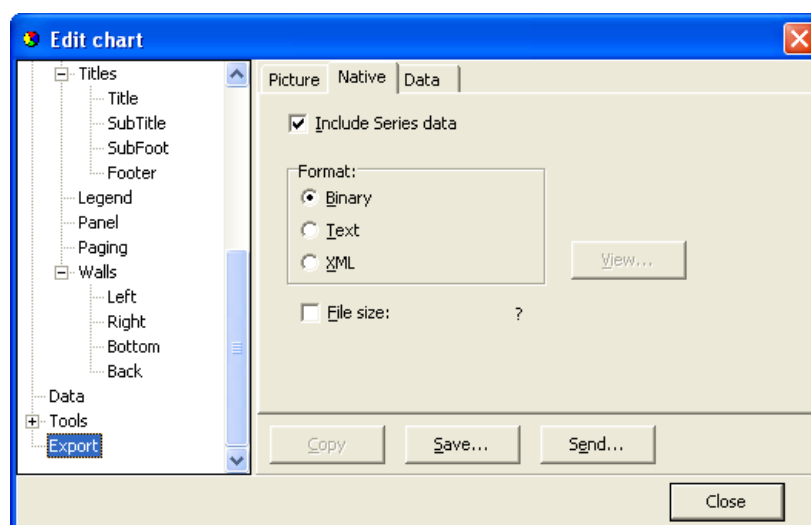 Edit chart
Titles
Title
SubTitle
SubFoot
Footer
Legend
Panel
Paging
Walls
Left
Right
Bottom
Back
Data
Tools
Export
Picture Native Data
Include Series data
Format:
Binary
Text
XML
View...
File size: ?
Copy Save... Send...
Close